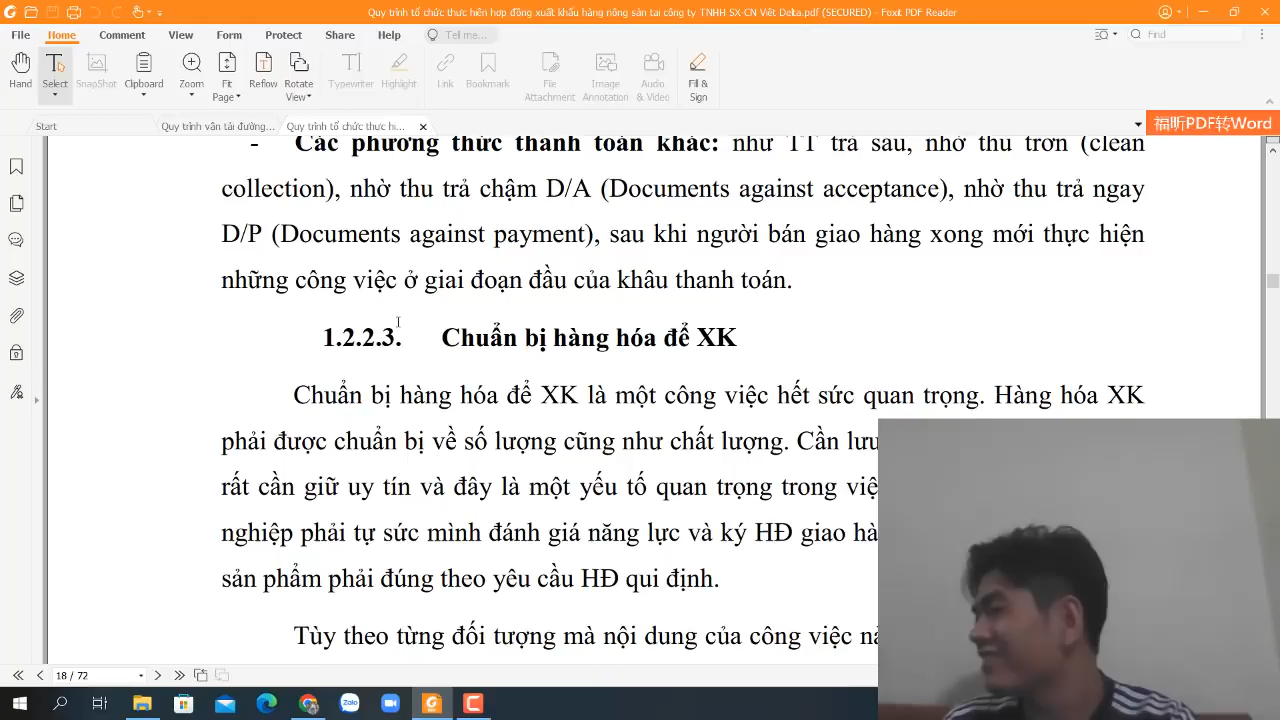 Quy trình tổ chức thực hiện hợp đồng xuất khẩu hàng nông sản tại công ty TNHH SX-CN Việt Delta.pdf (SECURED) - Foxit PDF Reader
File Home Comment View Form Protect Share Help Tell me... Find
Hand Select SnapShot Clipboard Zoom Fit Page Reflow Rotate View Typewriter Highlight Link Bookmark File Attachment Image Annotation Audio & Video Fill & Sign
Start Quy trình vận tải đường... Quy trình tổ chức thực hi... 福昕PDF转Word
- Các phương thức thanh toán khác: như TT trả sau, nhờ thu trơn (clean
collection), nhờ thu trả chậm D/A (Documents against acceptance), nhờ thu trả ngay
D/P (Documents against payment), sau khi người bán giao hàng xong mới thực hiện
những công việc ở giai đoạn đầu của khâu thanh toán.
1.2.2.3. Chuẩn bị hàng hóa để XK
Chuẩn bị hàng hóa để XK là một công việc hết sức quan trọng. Hàng hóa XK
phải được chuẩn bị về số lượng cũng như chất lượng. Cần lưu
rất cần giữ uy tín và đây là một yếu tố quan trọng trong việ
nghiệp phải tự sức mình đánh giá năng lực và ký HĐ giao hà
sản phẩm phải đúng theo yêu cầu HĐ qui định.
Tùy theo từng đối tượng mà nội dung của công việc nà
18 / 72
Zalo